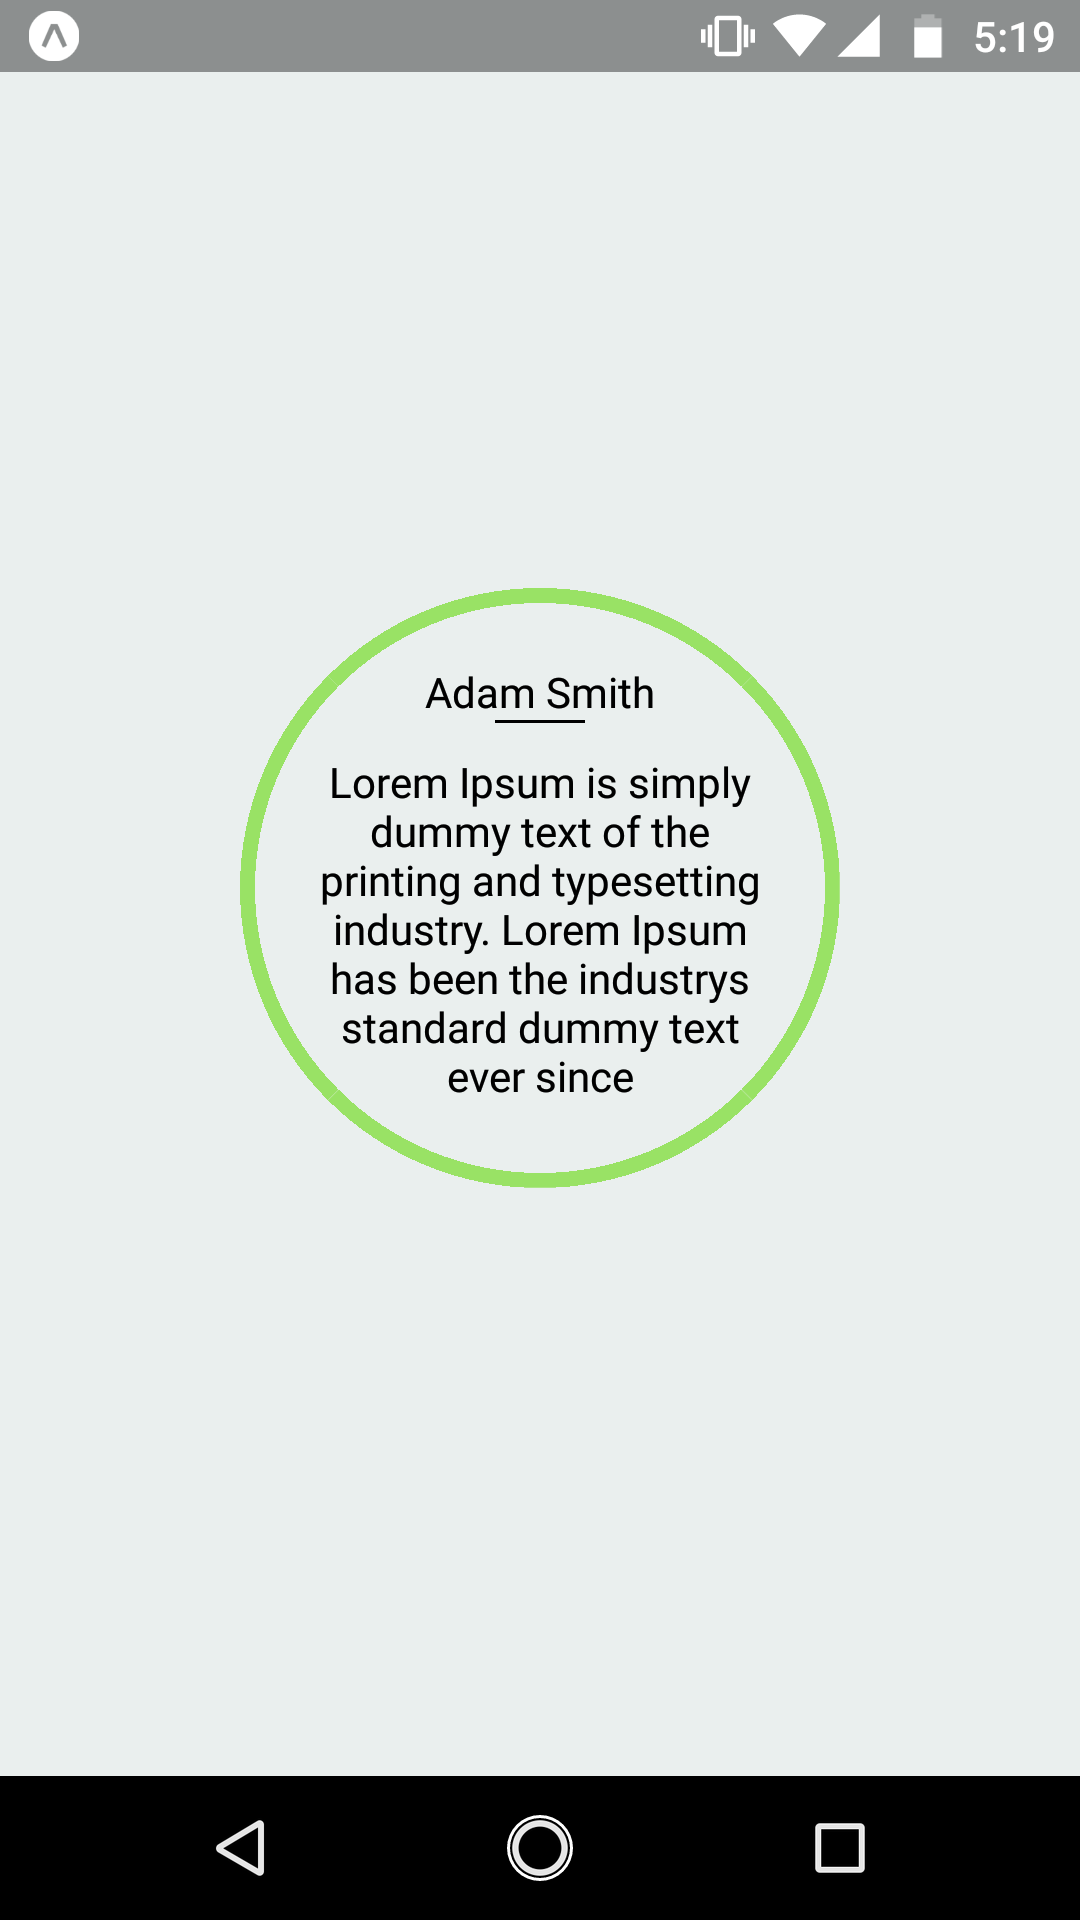 5:19
Adam Smith
Lorem Ipsum is simply
dummy text of the
printing and typesetting
industry. Lorem Ipsum
has been the industrys
standard dummy text
ever since